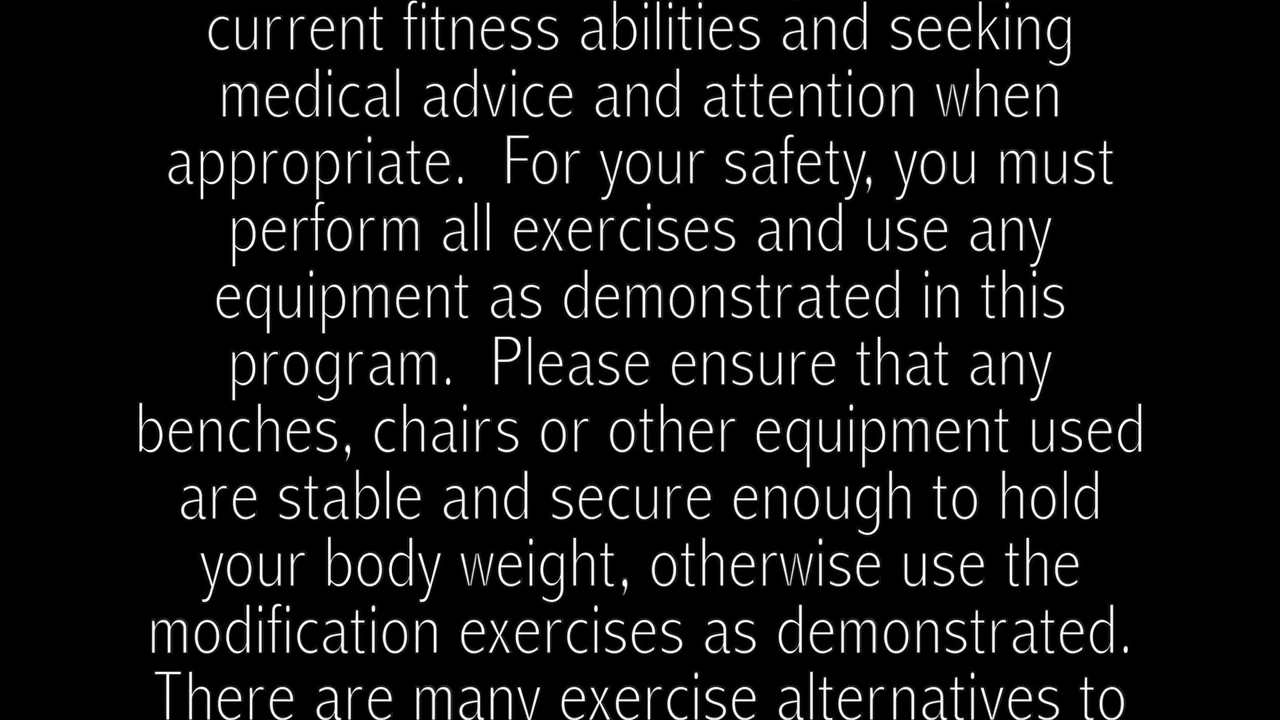 current fitness abilities and seeking
medical advice and attention when
appropriate.  For your safety, you must
perform all exercises and use any
equipment as demonstrated in this
program.  Please ensure that any
benches, chairs or other equipment used
are stable and secure enough to hold
your body weight, otherwise use the
modification exercises as demonstrated.
There are many exercise alternatives to